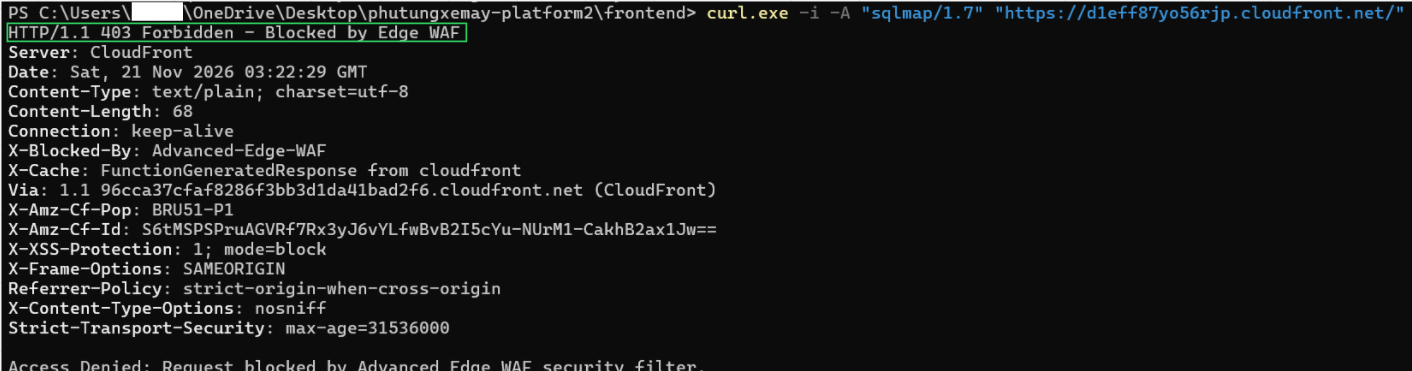 PS C:\Users\ \OneDrive\Desktop\phutungxemay-platform2\frontend> curl.exe -i -A "sqlmap/1.7" "https://d1eff87yo56rjp.cloudfront.net/"
HTTP/1.1 403 Forbidden - Blocked by Edge WAF
Server: CloudFront
Date: Sat, 21 Nov 2026 03:22:29 GMT
Content-Type: text/plain; charset=utf-8
Content-Length: 68
Connection: keep-alive
X-Blocked-By: Advanced-Edge-WAF
X-Cache: FunctionGeneratedResponse from cloudfront
Via: 1.1 96cca37cfaf8286f3bb3d1da41bad2f6.cloudfront.net (CloudFront)
X-Amz-Cf-Pop: BRU51-P1
X-Amz-Cf-Id: S6tMSPSPruAGVRf7Rx3yJ6vYLfwBvB2I5cYu-NUrM1-CakhB2ax1Jw==
X-XSS-Protection: 1; mode=block
X-Frame-Options: SAMEORIGIN
Referrer-Policy: strict-origin-when-cross-origin
X-Content-Type-Options: nosniff
Strict-Transport-Security: max-age=31536000
Access Denied: Request blocked by Advanced Edge WAF security filter.